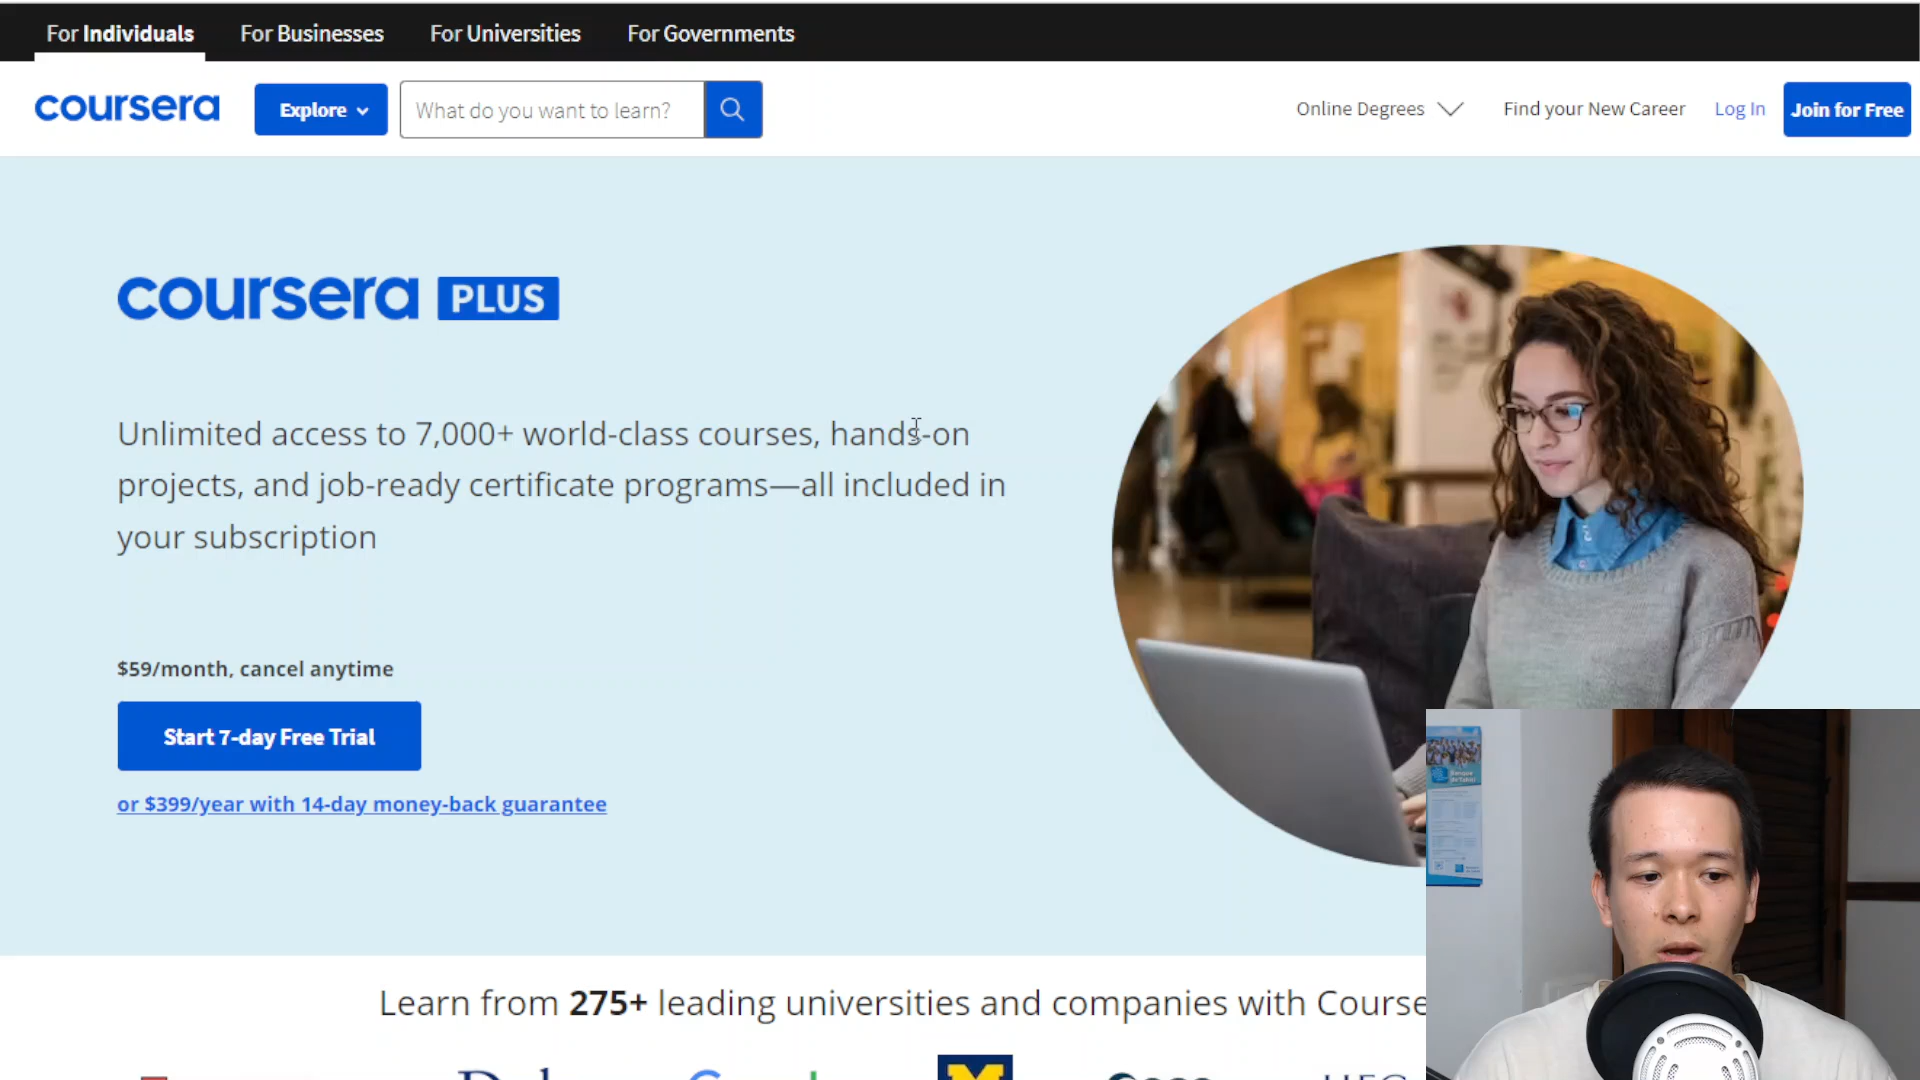 For Individuals For Businesses For Universities For Governments
coursera Explore What do you want to learn? Online Degrees Find your New Career Log In Join for Free
coursera PLUS
Unlimited access to 7,000+ world-class courses, hands-on
projects, and job-ready certificate programs—all included in
your subscription
$59/month, cancel anytime
Start 7-day Free Trial
or $399/year with 14-day money-back guarantee
Learn from 275+ leading universities and companies with Course
M